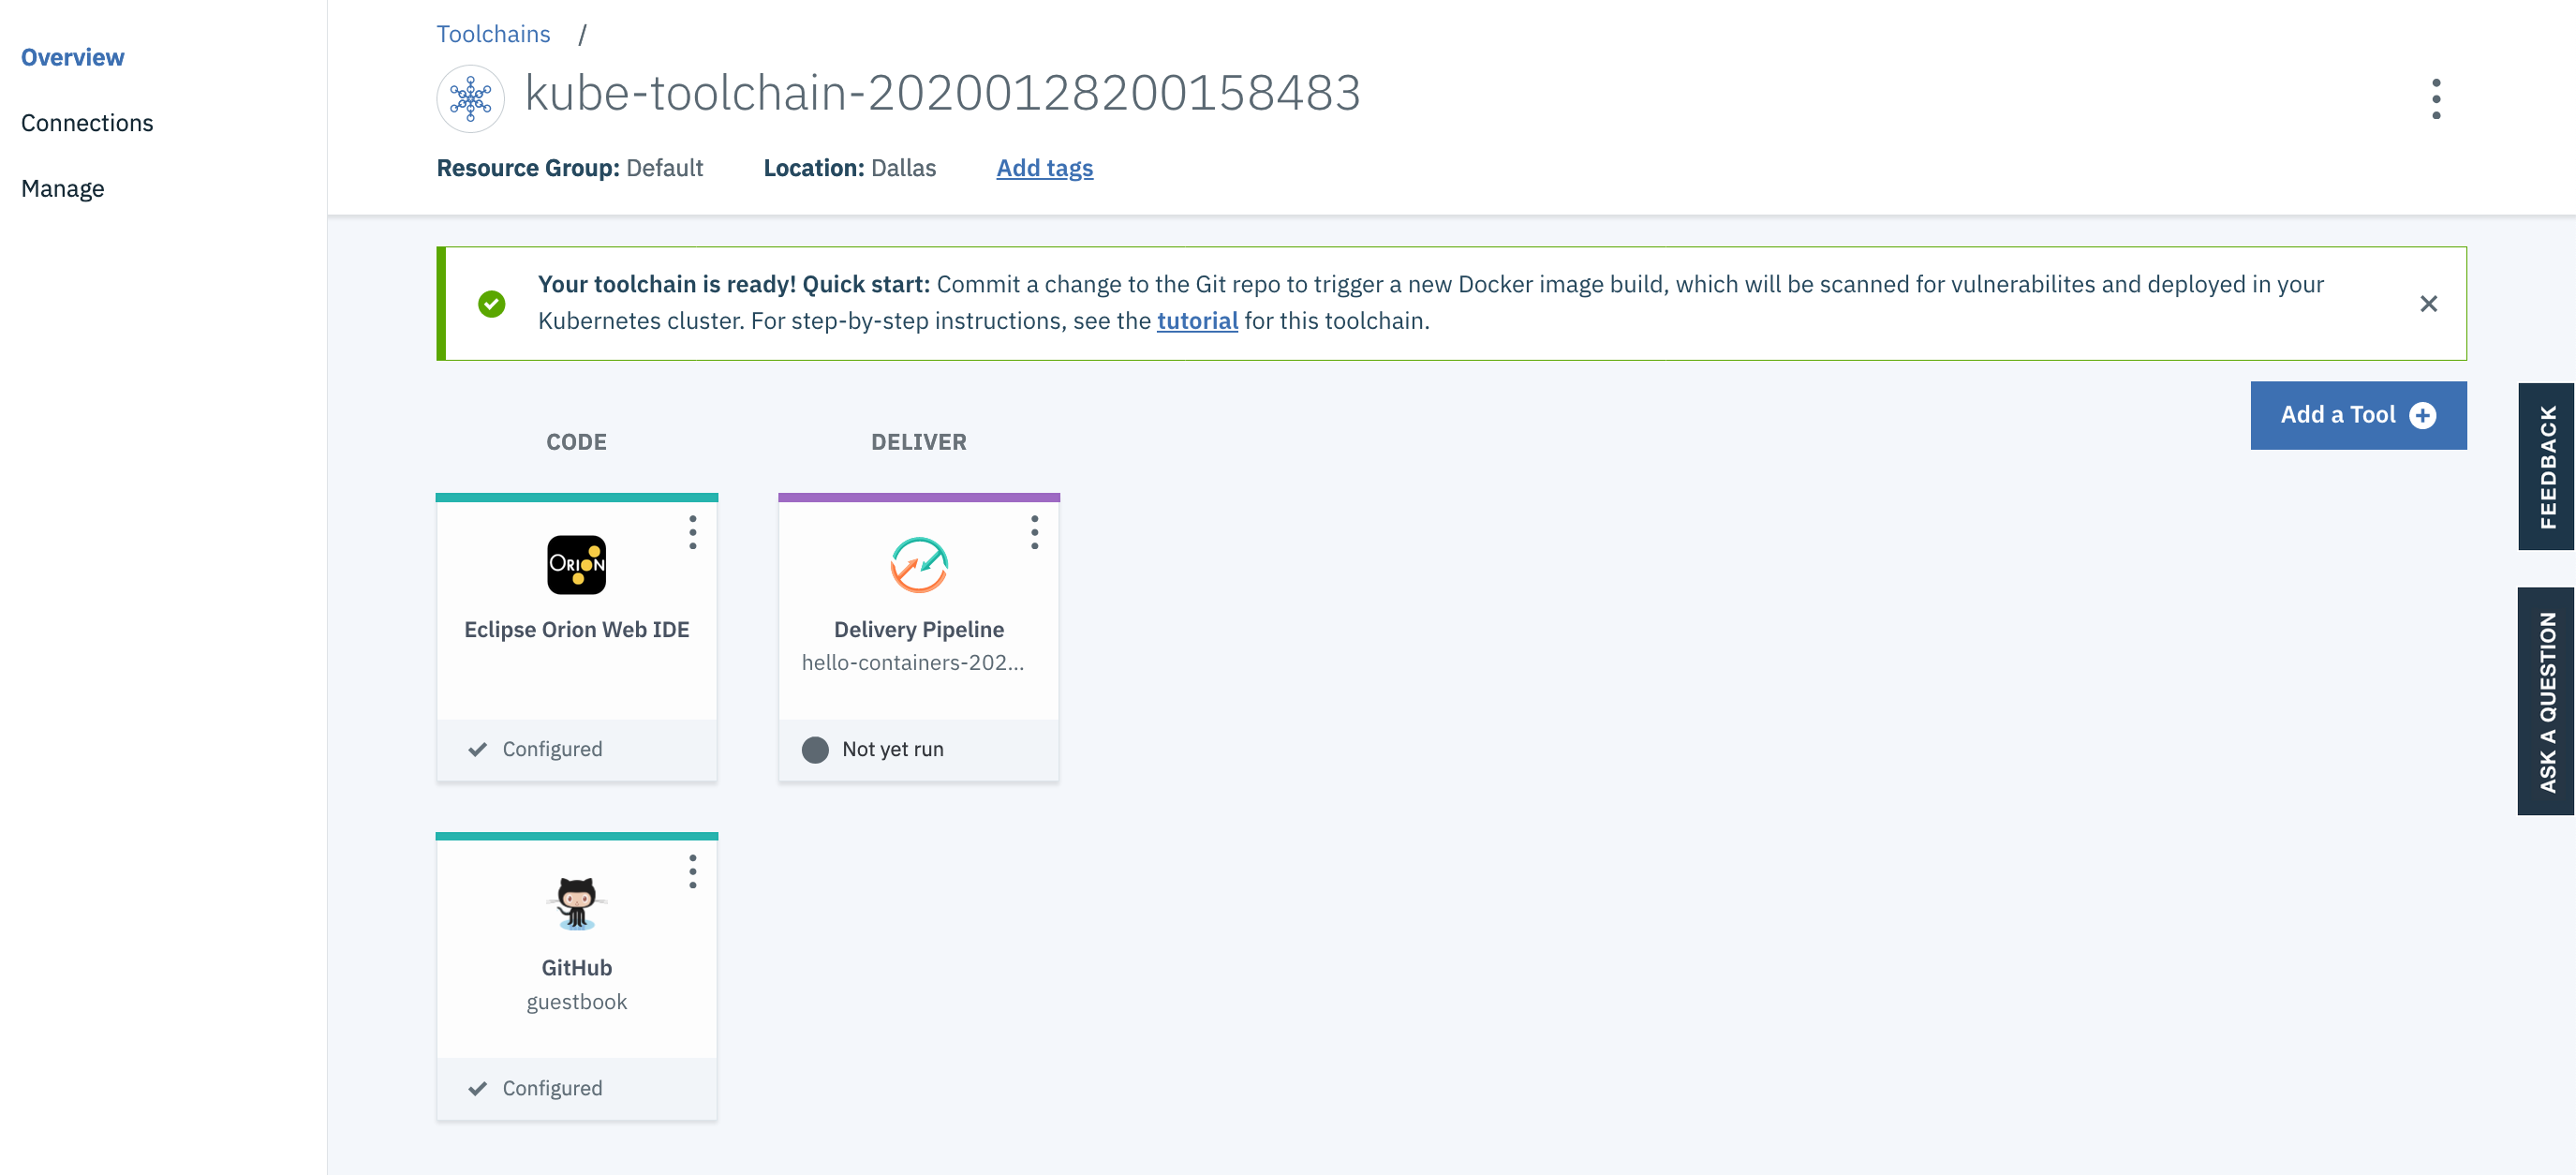 Overview
Connections
Manage
Toolchains /
kube-toolchain-20200128200158483
Resource Group: Default Location: Dallas Add tags
Your toolchain is ready! Quick start: Commit a change to the Git repo to trigger a new Docker image build, which will be scanned for vulnerabilites and deployed in your
Kubernetes cluster. For step-by-step instructions, see the tutorial for this toolchain.
Add a Tool
CODE
DELIVER
ORION
Eclipse Orion Web IDE
Configured
Delivery Pipeline
hello-containers-202...
Not yet run
GitHub
guestbook
Configured
FEEDBACK
ASK A QUESTION